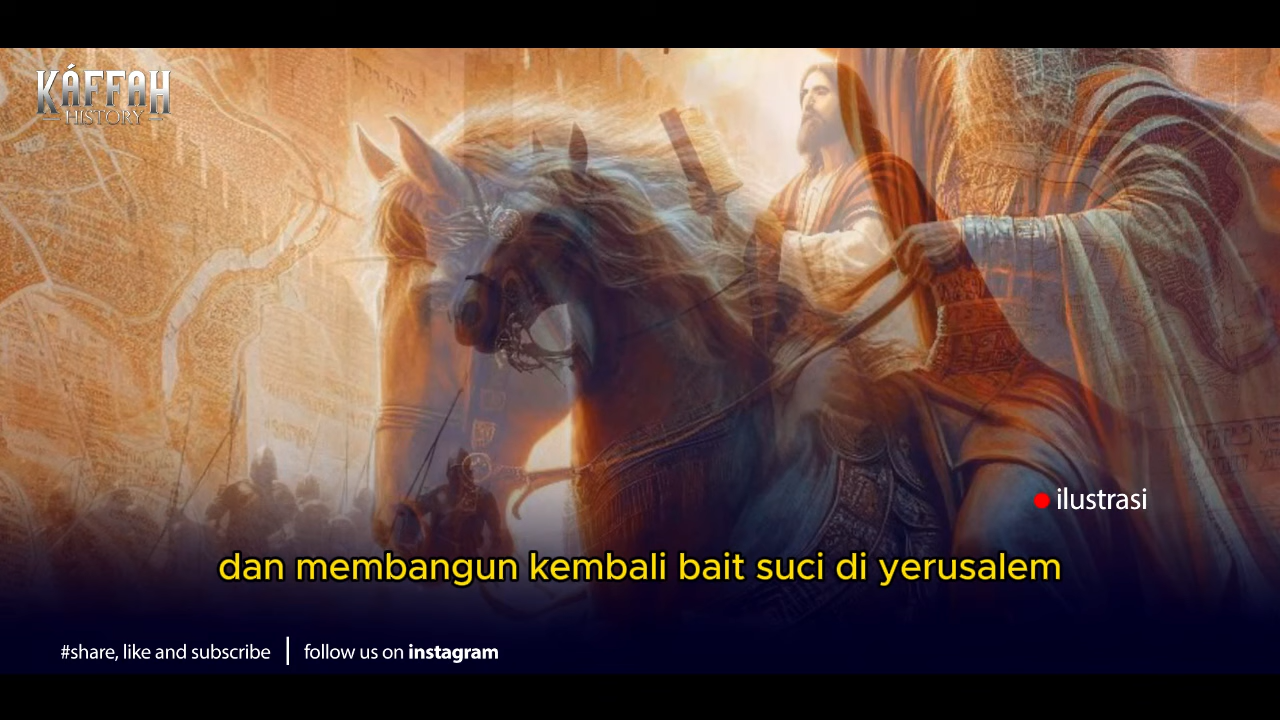 KÁFFAH
HISTORY
ilustrasi
dan membangun kembali bait suci di yerusalem
#share, like and subscribe | follow us on instagram